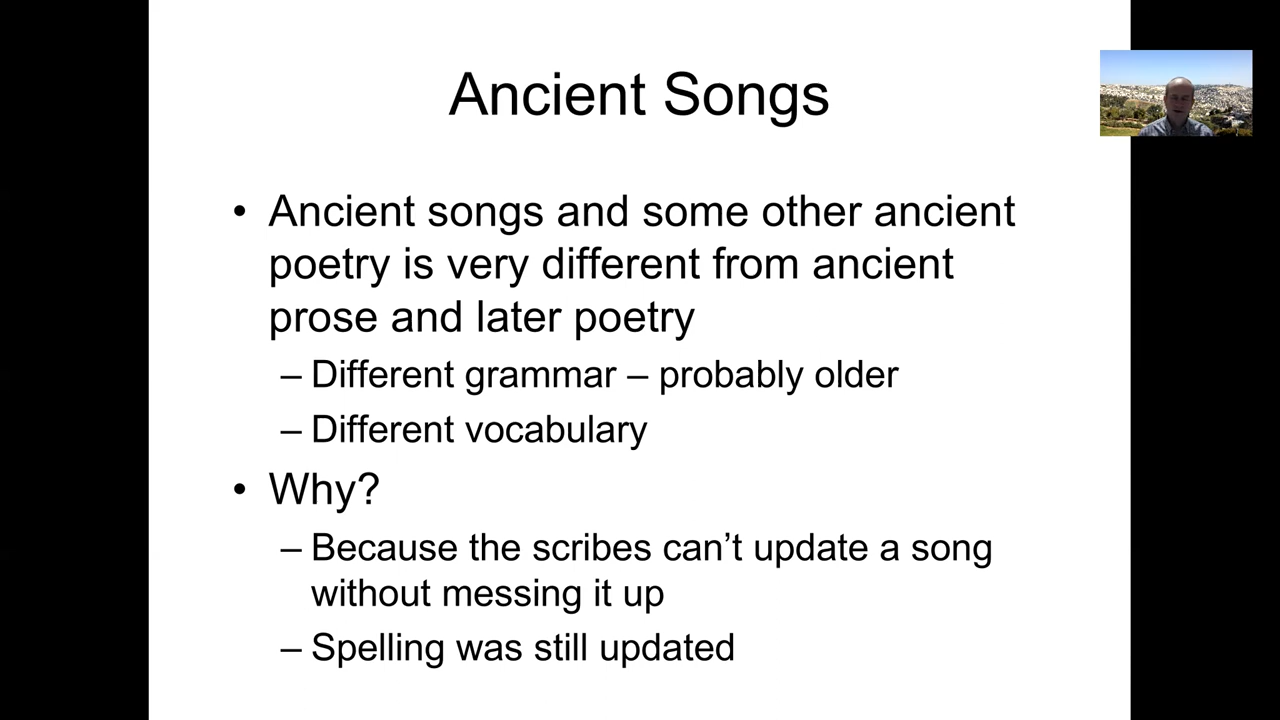 Ancient Songs
• Ancient songs and some other ancient
poetry is very different from ancient
prose and later poetry
– Different grammar – probably older
– Different vocabulary
• Why?
– Because the scribes can’t update a song
without messing it up
– Spelling was still updated